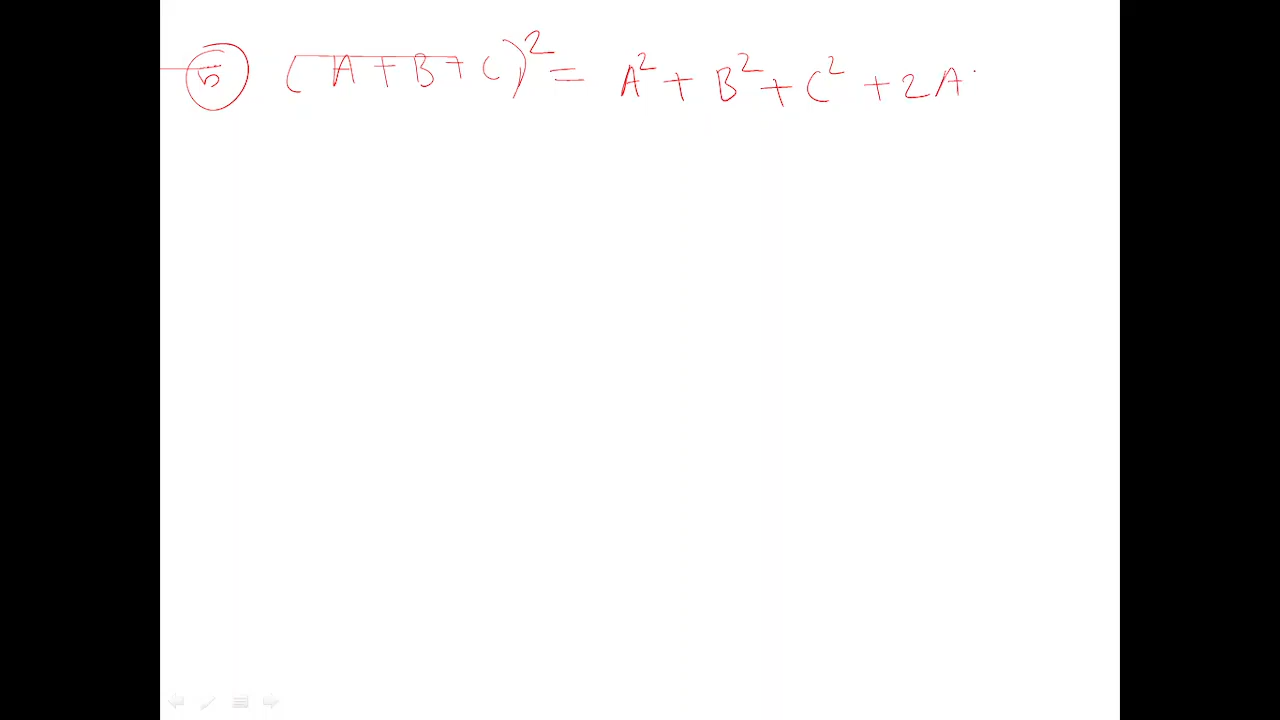 ⑤ (A + B + C)² = A² + B² + C² + 2A